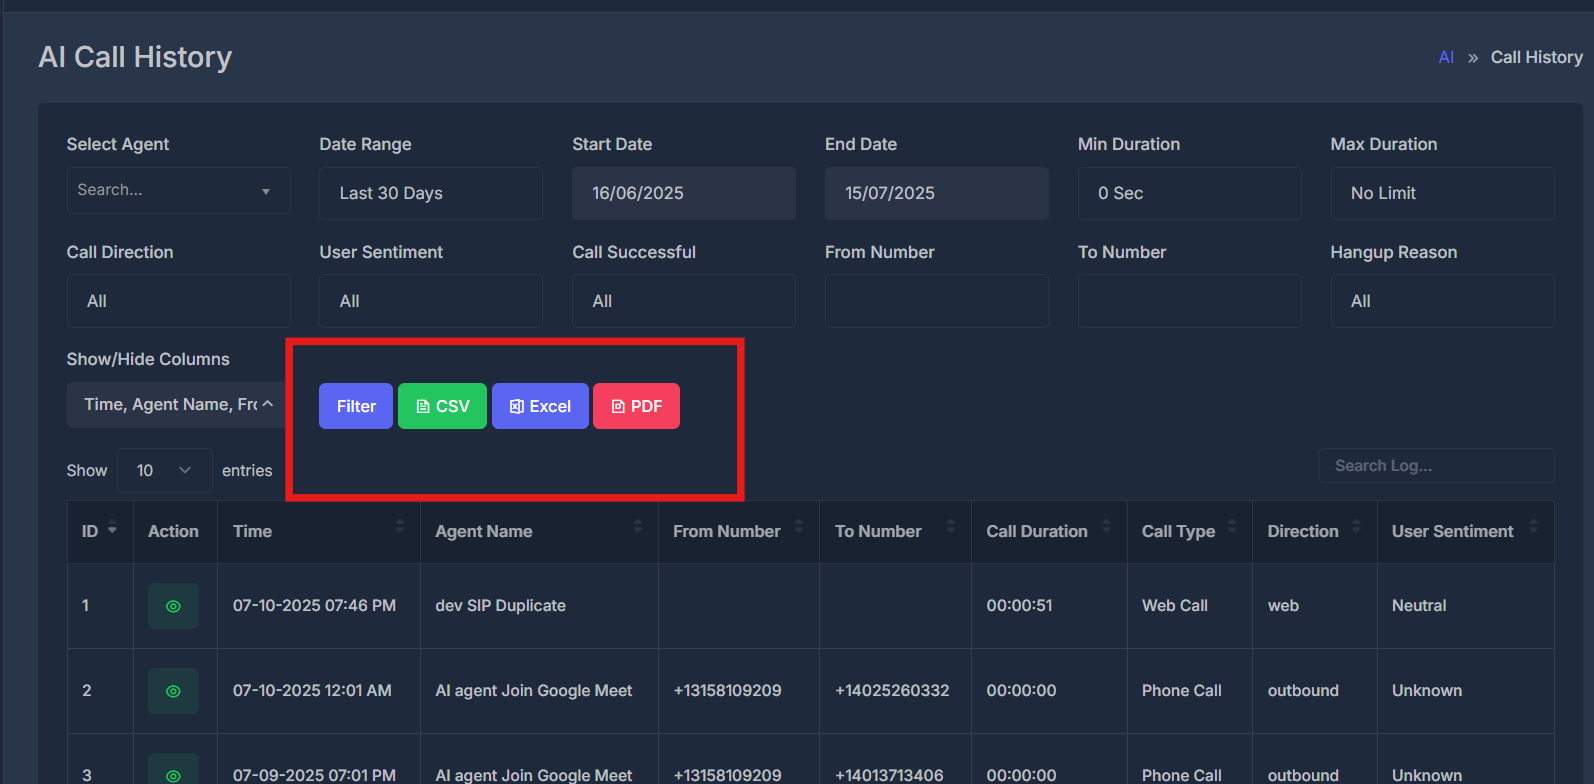 AI Call History
AI » Call History
Select Agent Date Range Start Date End Date Min Duration Max Duration
Search... Last 30 Days 16/06/2025 15/07/2025 0 Sec No Limit
Call Direction User Sentiment Call Successful From Number To Number Hangup Reason
All All All All
Show/Hide Columns
Time, Agent Name, Fro Filter CSV Excel PDF
Show 10 entries Search Log...
ID Action Time Agent Name From Number To Number Call Duration Call Type Direction User Sentiment
1 07-10-2025 07:46 PM dev SIP Duplicate 00:00:51 Web Call web Neutral
2 07-10-2025 12:01 AM AI agent Join Google Meet +13158109209 +14025260332 00:00:00 Phone Call outbound Unknown
3 07-09-2025 07:01 PM AI agent Join Google Meet +13158109209 +14013713406 00:00:00 Phone Call outbound Unknown